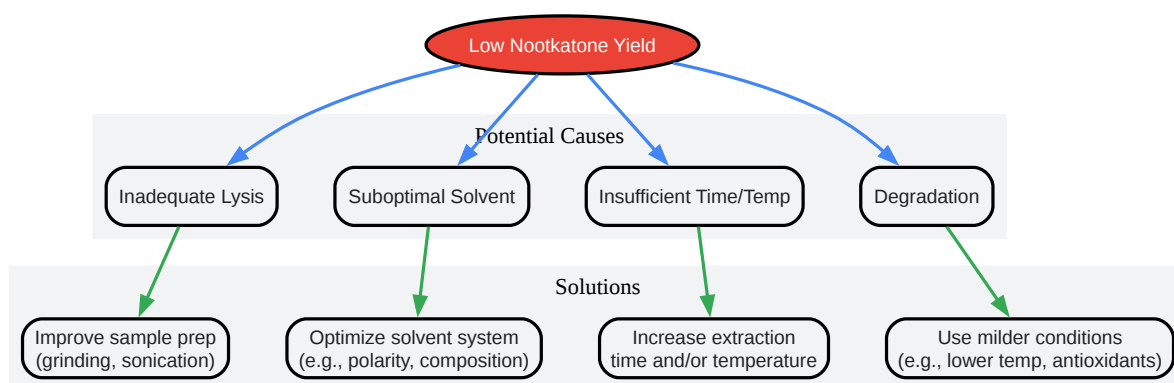 Low Nootkatone Yield
Potential Causes
Inadequate Lysis
Suboptimal Solvent
Insufficient Time/Temp
Degradation
Solutions
Improve sample prep
(grinding, sonication)
Optimize solvent system
(e.g., polarity, composition)
Increase extraction
time and/or temperature
Use milder conditions
(e.g., lower temp, antioxidants)